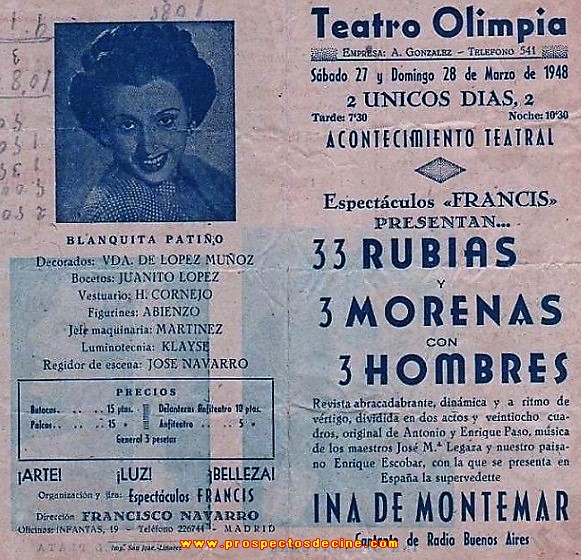 BLANQUITA PATIÑO
Decorados: VDA. DE LOPEZ MUÑOZ
Bocetos: JUANITO LOPEZ
Vestuario: H. CORNEJO
Figurines: ABIENZO
Jefe maquinaria: MARTINEZ
Luminotecnia: KLAYSE
Regidor de escena: JOSE NAVARRO
PRECIOS
Butacas. . . . . 15 ptas. Delanteras Anfiteatro 10 ptas.
Palcos. . . . . 15 » Anfiteatro . . . . 5 »
General 3 pesetas
¡ARTE! ¡LUZ! ¡BELLEZA!
Organización y jira: Espectáculos FRANCIS
Dirección FRANCISCO NAVARRO
Oficinas: INFANTAS, 19 - Teléfono 226744 - MADRID
Imp. San José.-Linares
Teatro Olimpia
EMPRESA: A. GONZALEZ - TELEFONO 541
Sábado 27 y Domingo 28 de Marzo de 1948
2 UNICOS DIAS, 2
Tarde: 7'30 Noche: 10'30
ACONTECIMIENTO TEATRAL
Espectáculos «FRANCIS»
PRESENTAN...
33 RUBIAS
Y
3 MORENAS
CON
3 HOMBRES
Revista abracadabrante, dinámica y a ritmo de
vértigo, dividida en dos actos y veintiocho cua-
dros, original de Antonio y Enrique Paso, música
de los maestros José M.ª Legaza y nuestro paisa-
no Enrique Escobar, con la que se presenta en
España la supervedette
INA DE MONTEMAR
Cantante de Radio Buenos Aires
www.prospectosdecine.com